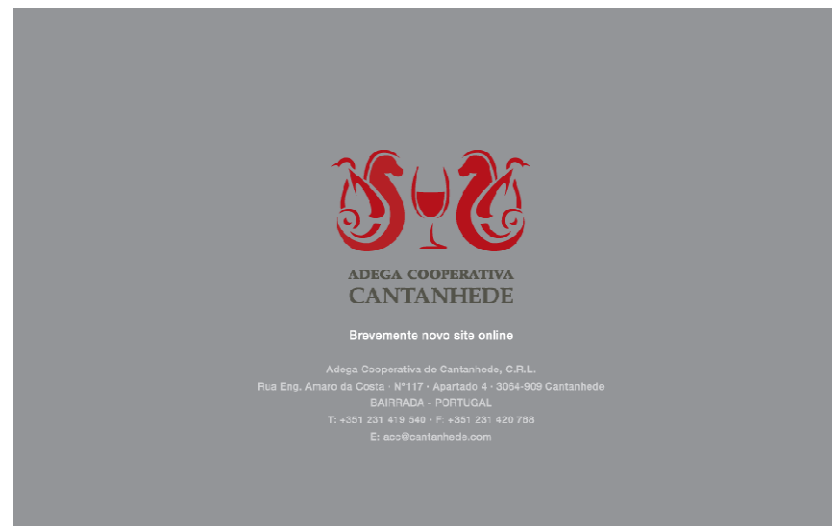 ADEGA COOPERATIVA
CANTANHEDE
Brevemente novo site online
Adega Cooperativa de Cantanhede, C.R.L.
Rua Eng. Amaro da Costa · Nº117 · Apartado 4 · 3064-909 Cantanhede
BAIRRADA - PORTUGAL
T: +351 231 419 540 · F: +351 231 420 768
E: acc@cantanhede.com